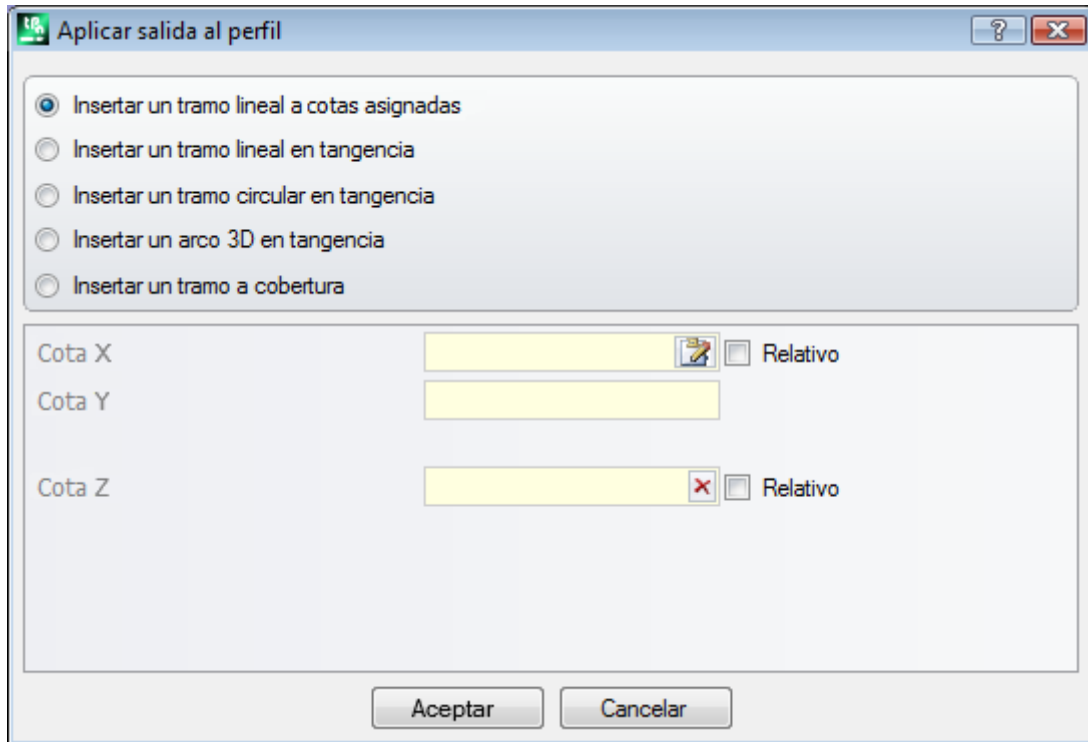 Aplicar salida al perfil
Insertar un tramo lineal a cotas asignadas
Insertar un tramo lineal en tangencia
Insertar un tramo circular en tangencia
Insertar un arco 3D en tangencia
Insertar un tramo a cobertura
Cota X Relativo
Cota Y
Cota Z Relativo
Aceptar Cancelar